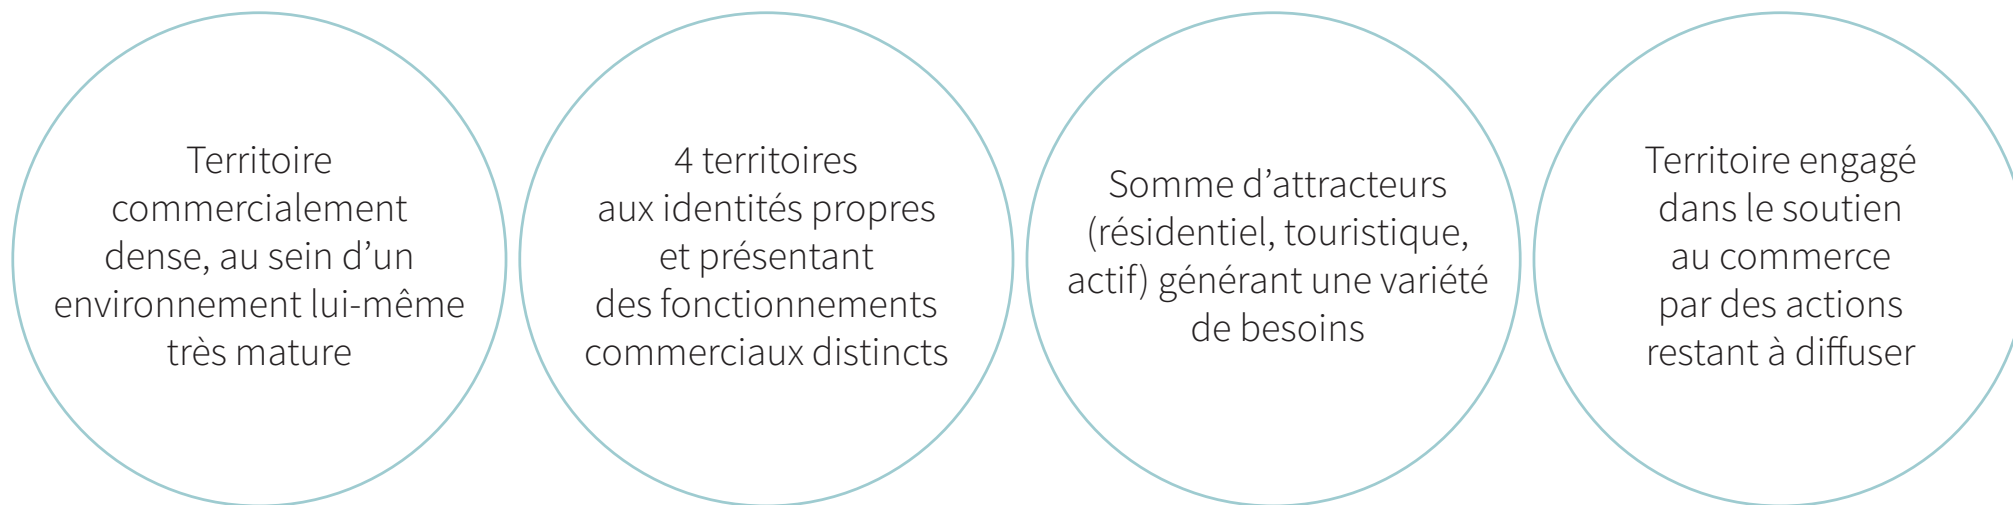 Territoire
commercialement
dense, au sein d’un
environnement lui-même
très mature
4 territoires
aux identités propres
et présentant
des fonctionnements
commerciaux distincts
Somme d’attracteurs
(résidentiel, touristique,
actif) générant une variété
de besoins
Territoire engagé
dans le soutien
au commerce
par des actions
restant à diffuser